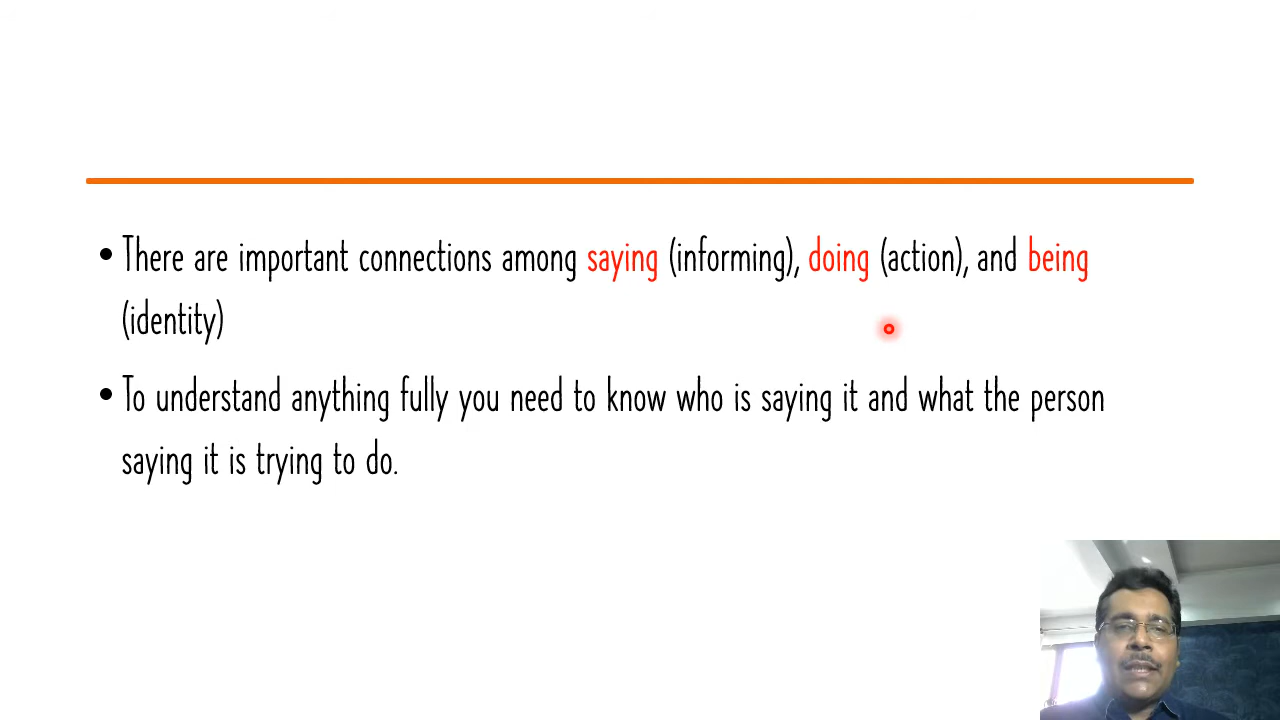 • There are important connections among saying (informing), doing (action), and being
(identity)
• To understand anything fully you need to know who is saying it and what the person
saying it is trying to do.